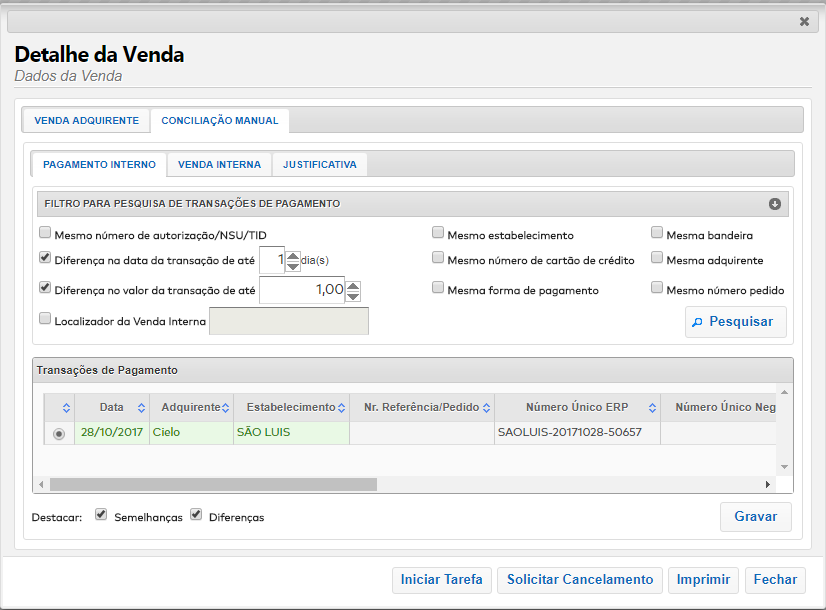 Detalhe da Venda
Dados da Venda
VENDA ADQUIRENTE CONCILIAÇÃO MANUAL
PAGAMENTO INTERNO VENDA INTERNA JUSTIFICATIVA
FILTRO PARA PESQUISA DE TRANSAÇÕES DE PAGAMENTO
Mesmo número de autorização/NSU/TID Mesmo estabelecimento Mesma bandeira
Diferença na data da transação de até 1 dia(s) Mesmo número de cartão de crédito Mesma adquirente
Diferença no valor da transação de até 1,00 Mesma forma de pagamento Mesmo número pedido
Localizador da Venda Interna Pesquisar
Transações de Pagamento
Data Adquirente Estabelecimento Nr. Referência/Pedido Número Único ERP Número Único Neg
28/10/2017 Cielo SÃO LUIS SAOLUIS-20171028-50657
Destacar: Semelhanças Diferenças Gravar
Iniciar Tarefa Solicitar Cancelamento Imprimir Fechar